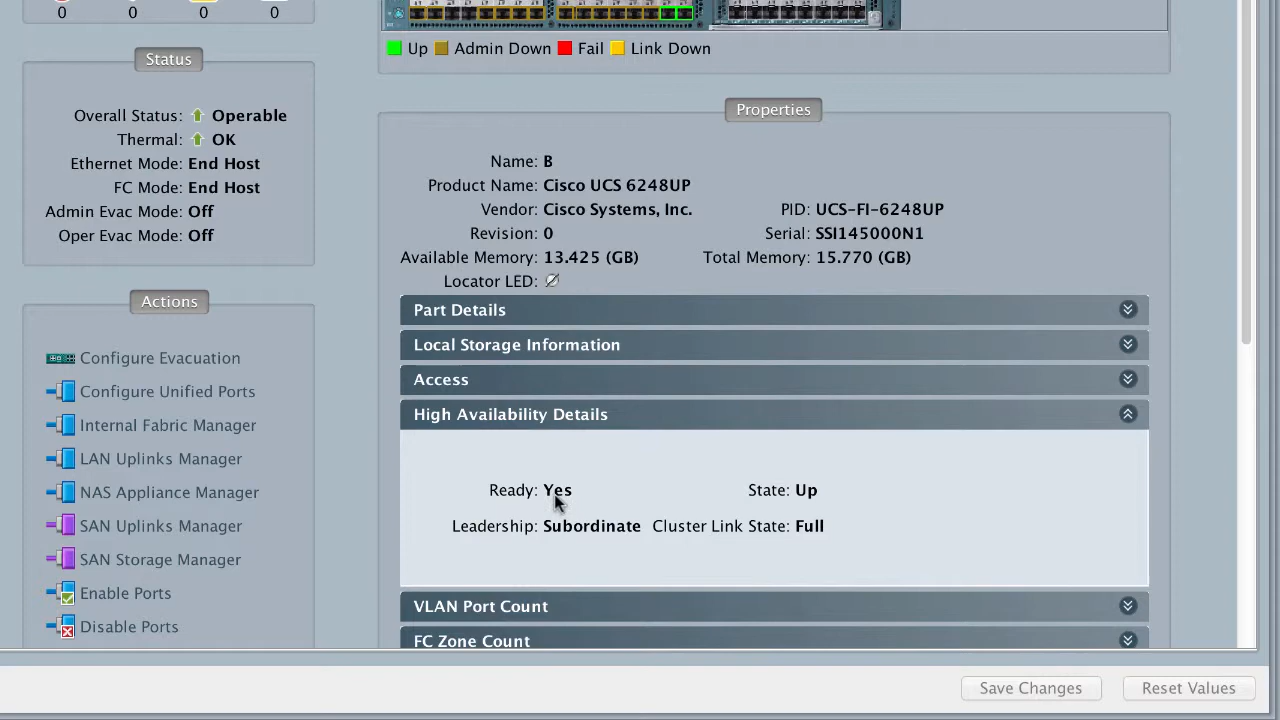 0 0 0
Up Admin Down Fail Link Down
Status
Overall Status: Operable
Thermal: OK
Ethernet Mode: End Host
FC Mode: End Host
Admin Evac Mode: Off
Oper Evac Mode: Off
Actions
Configure Evacuation
Configure Unified Ports
Internal Fabric Manager
LAN Uplinks Manager
NAS Appliance Manager
SAN Uplinks Manager
SAN Storage Manager
Enable Ports
Disable Ports
Properties
Name: B
Product Name: Cisco UCS 6248UP
Vendor: Cisco Systems, Inc. PID: UCS-FI-6248UP
Revision: 0 Serial: SSI145000N1
Available Memory: 13.425 (GB) Total Memory: 15.770 (GB)
Locator LED:
Part Details
Local Storage Information
Access
High Availability Details
Ready: Yes State: Up
Leadership: Subordinate Cluster Link State: Full
VLAN Port Count
FC Zone Count
Save Changes Reset Values